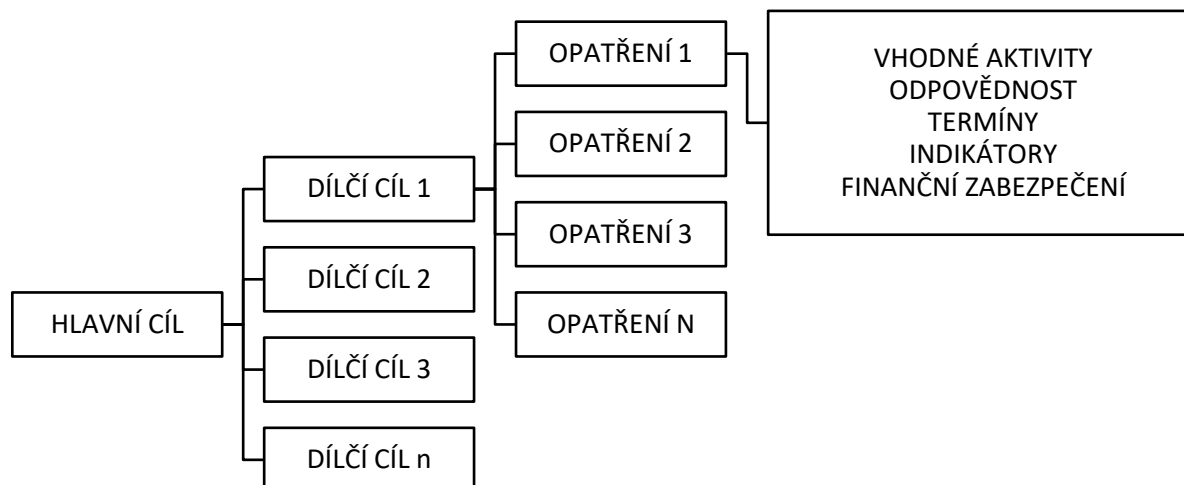 HLAVNÍ CÍL
DÍLČÍ CÍL 1
DÍLČÍ CÍL 2
DÍLČÍ CÍL 3
DÍLČÍ CÍL n
OPATŘENÍ 1
OPATŘENÍ 2
OPATŘENÍ 3
OPATŘENÍ N
VHODNÉ AKTIVITY
ODPOVĚDNOST
TERMÍNY
INDIKÁTORY
FINANČNÍ ZABEZPEČENÍ